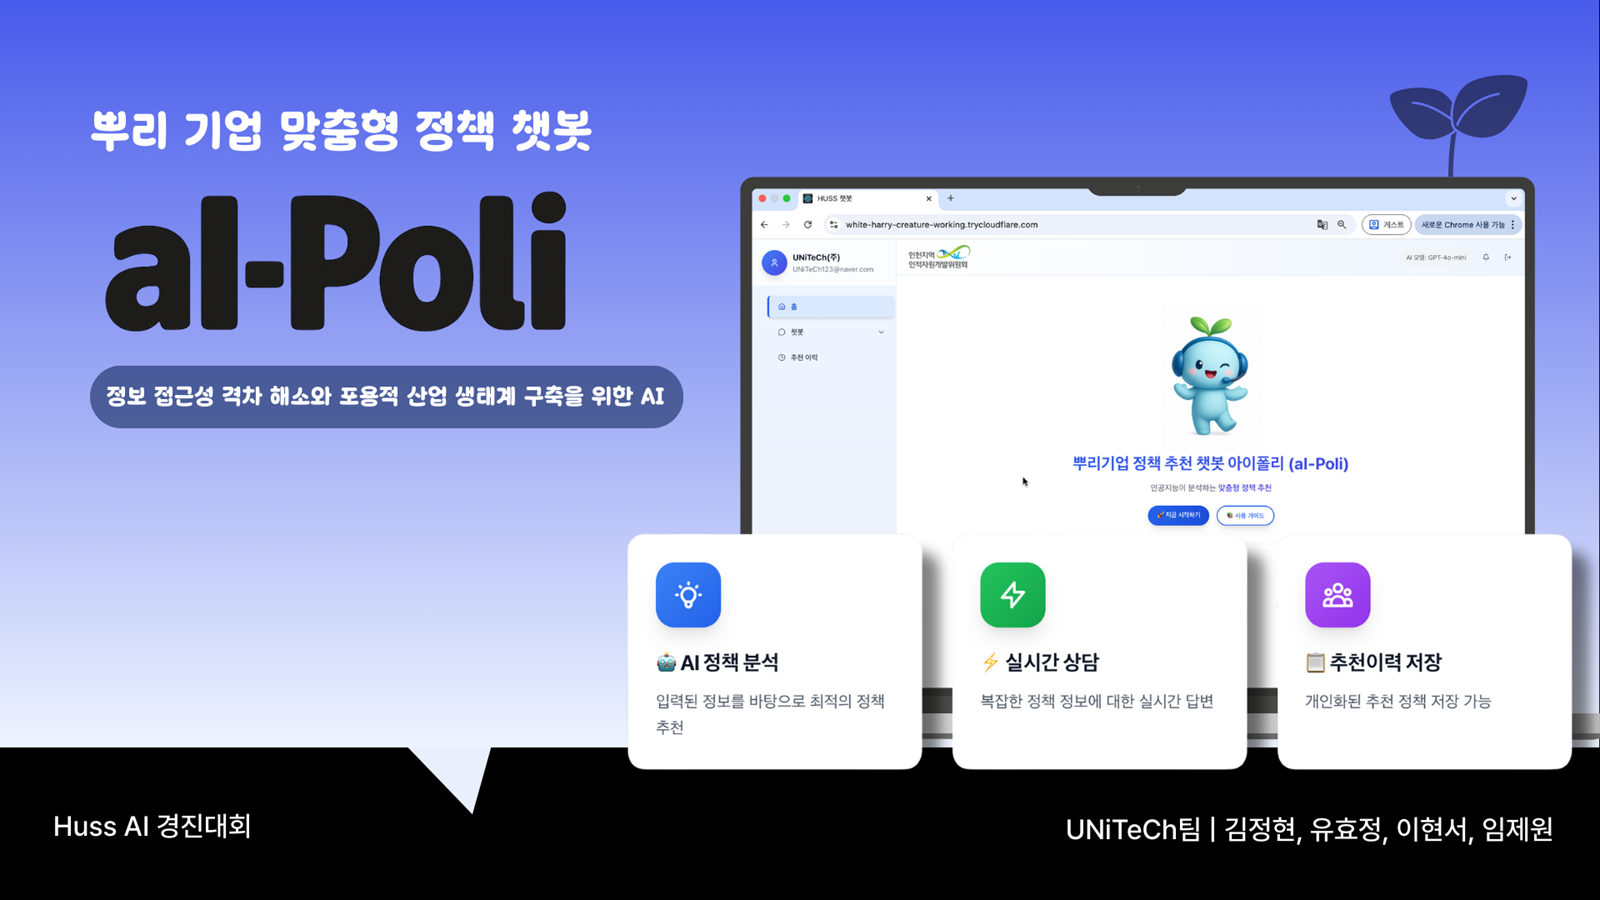 뿌리 기업 맞춤형 정책 챗봇
aI-Poli
정보 접근성 격차 해소와 포용적 산업 생태계 구축을 위한 AI
HUSS 챗봇
white-harry-creature-working.trycloudflare.com
게스트
새로운 Chrome 사용 가능
UNiTeCh(주)
UNiTeCh123@naver.com
인천지역
인적자원개발위원회
AI 모델: GPT-4o-mini
홈
챗봇
추천 이력
뿌리기업 정책 추천 챗봇 아이폴리 (aI-Poli)
인공지능이 분석하는 맞춤형 정책 추천
지금 시작하기
사용 가이드
AI 정책 분석
입력된 정보를 바탕으로 최적의 정책
추천
실시간 상담
복잡한 정책 정보에 대한 실시간 답변
추천이력 저장
개인화된 추천 정책 저장 가능
Huss AI 경진대회
UNiTeCh팀 | 김정현, 유효정, 이현서, 임제원